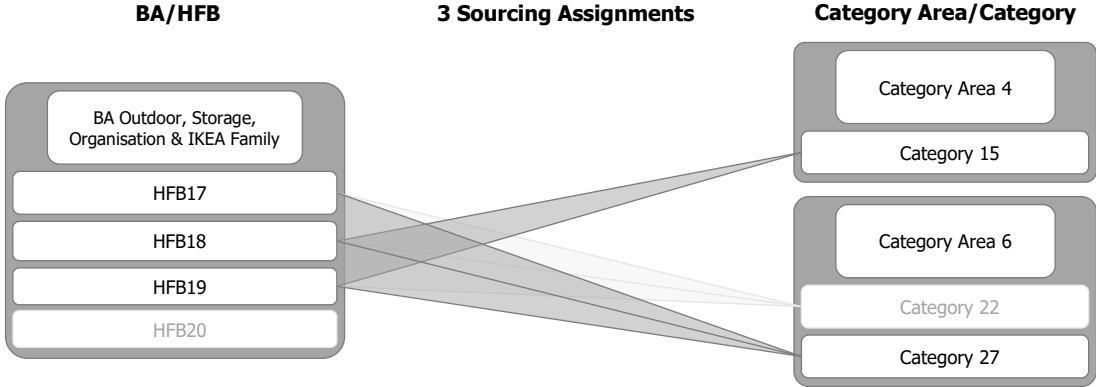 BA/HFB
3 Sourcing Assignments
Category Area/Category
BA Outdoor, Storage,
Organisation & IKEA Family
HFB17
HFB18
HFB19
HFB20
Category Area 4
Category 15
Category Area 6
Category 22
Category 27